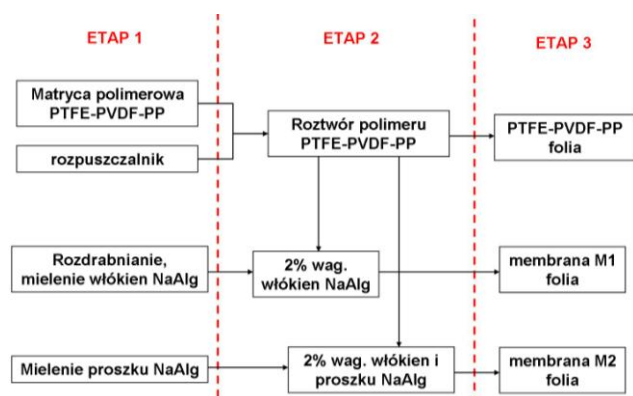 ETAP 1
ETAP 2
ETAP 3
Matryca polimerowa
PTFE-PVDF-PP
rozpuszczalnik
Roztwór polimeru
PTFE-PVDF-PP
PTFE-PVDF-PP
folia
Rozdrabnianie,
mielenie włókien NaAlg
2% wag.
włókien NaAlg
membrana M1
folia
Mielenie proszku NaAlg
2% wag. włókien i
proszku NaAlg
membrana M2
folia